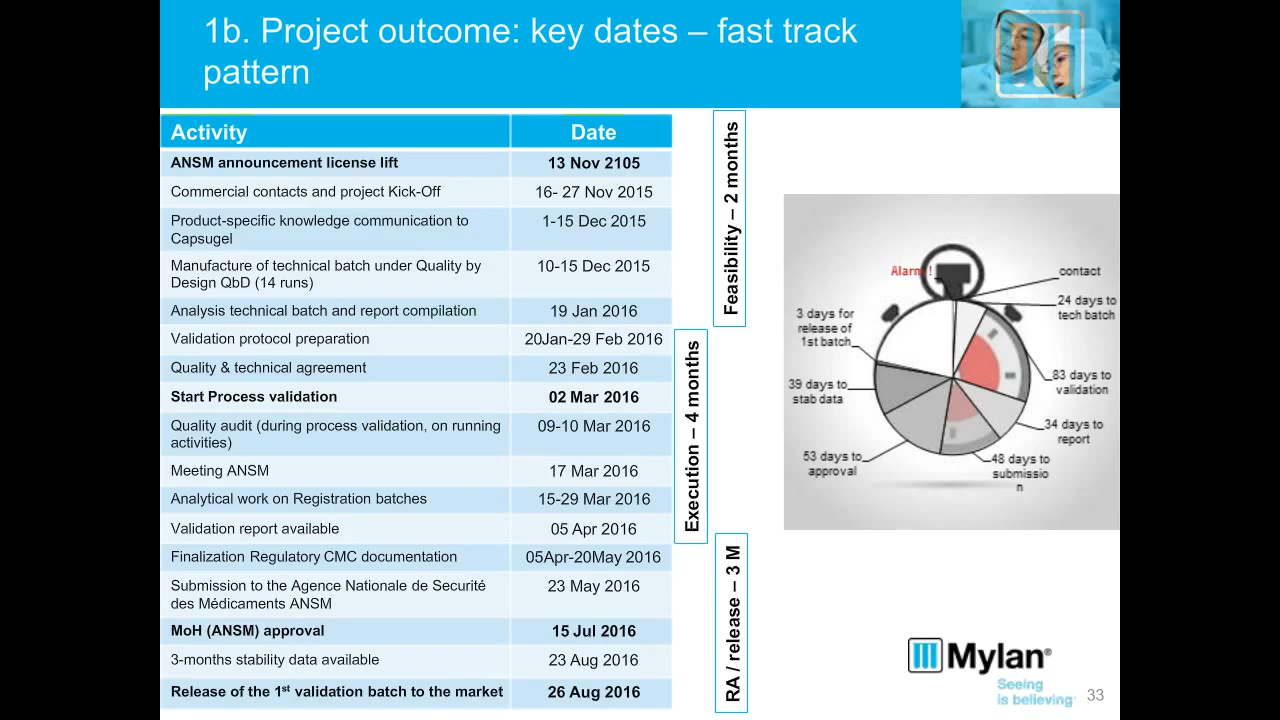 1b. Project outcome: key dates – fast track
pattern
Activity Date
ANSM announcement license lift 13 Nov 2105
Commercial contacts and project Kick-Off 16- 27 Nov 2015
Product-specific knowledge communication to 1-15 Dec 2015
Capsugel
Manufacture of technical batch under Quality by 10-15 Dec 2015
Design QbD (14 runs)
Analysis technical batch and report compilation 19 Jan 2016
Validation protocol preparation 20Jan-29 Feb 2016
Quality & technical agreement 23 Feb 2016
Start Process validation 02 Mar 2016
Quality audit (during process validation, on running 09-10 Mar 2016
activities)
Meeting ANSM 17 Mar 2016
Analytical work on Registration batches 15-29 Mar 2016
Validation report available 05 Apr 2016
Finalization Regulatory CMC documentation 05Apr-20May 2016
Submission to the Agence Nationale de Securité 23 May 2016
des Médicaments ANSM
MoH (ANSM) approval 15 Jul 2016
3-months stability data available 23 Aug 2016
Release of the 1st validation batch to the market 26 Aug 2016
Feasibility – 2 months
Execution – 4 months
RA / release – 3 M
Alarm !
contact
24 days to
tech batch
83 days to
validation
34 days to
report
48 days to
submissio
n
53 days to
approval
39 days to
stab data
3 days for
release of
1st batch
Mylan®
Seeing
is believing
33